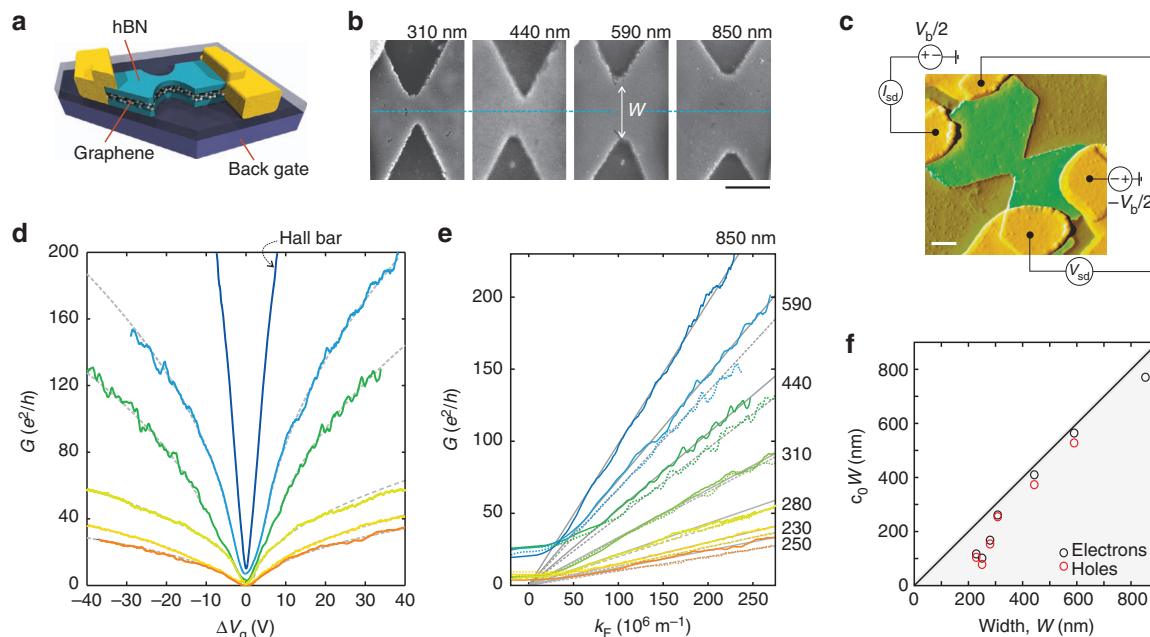 a
hBN
Graphene
Back gate
b
310 nm 440 nm 590 nm 850 nm
W
c
V_b/2
+−
I_sd
−+
−V_b/2
V_sd
d
Hall bar
200
160
120
80
40
0
G (e²/h)
−40 −30 −20 −10 0 10 20 30 40
ΔV_g (V)
e
850 nm
590
440
310
280
230
250
200
150
100
50
0
G (e²/h)
0 50 100 150 200 250
k_F (10⁶ m⁻¹)
f
800
600
400
200
0
c₀W (nm)
Electrons
Holes
0 200 400 600 800
Width, W (nm)